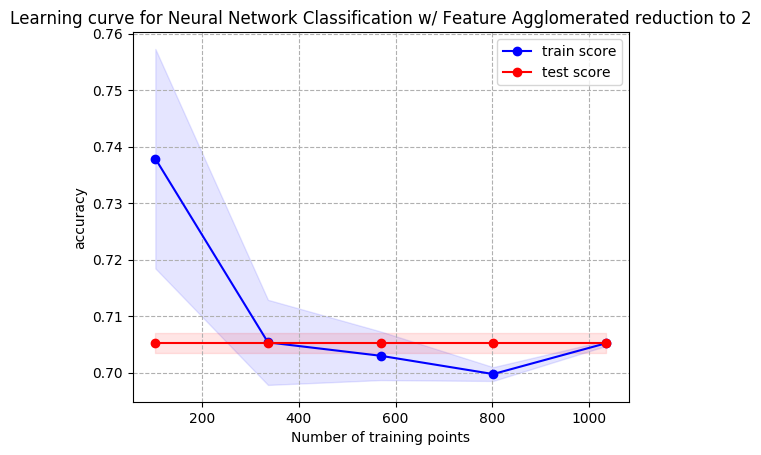 Learning curve for Neural Network Classification w/ Feature Agglomerated reduction to 2
train score
test score
0.76
0.75
0.74
0.73
0.72
0.71
0.70
accuracy
200
400
600
800
1000
Number of training points